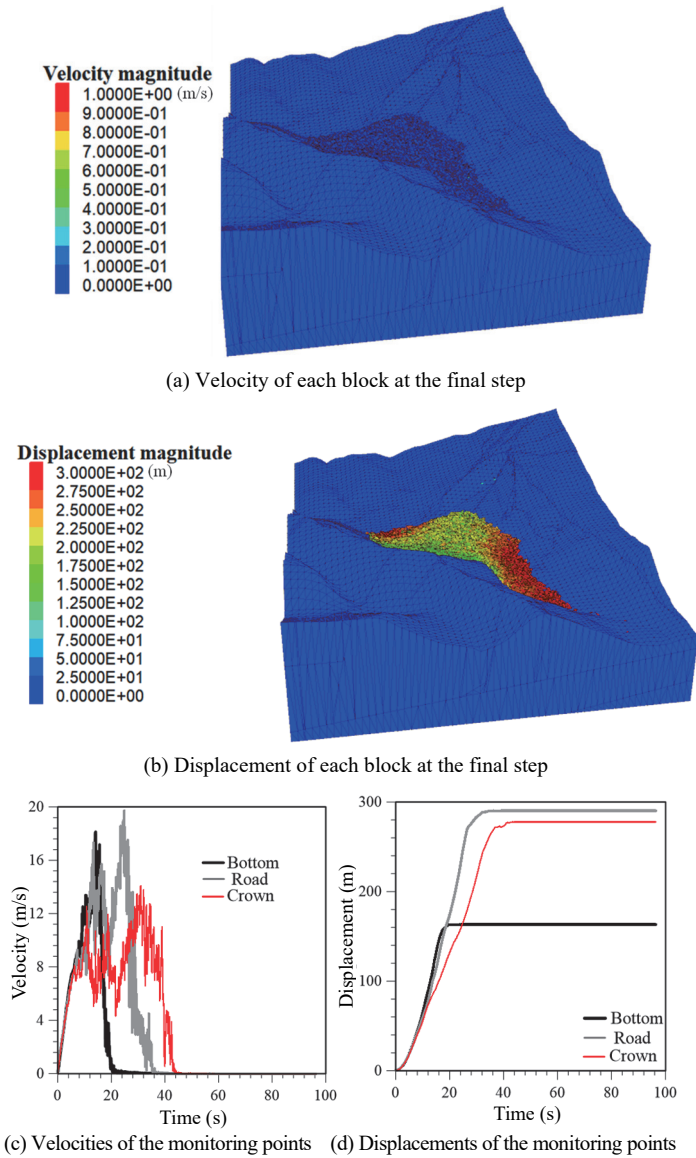 Velocity magnitude
1.0000E+00 (m/s)
9.0000E-01
8.0000E-01
7.0000E-01
6.0000E-01
5.0000E-01
4.0000E-01
3.0000E-01
2.0000E-01
1.0000E-01
0.0000E+00
(a) Velocity of each block at the final step
Displacement magnitude
3.0000E+02 (m)
2.7500E+02
2.5000E+02
2.2500E+02
2.0000E+02
1.7500E+02
1.5000E+02
1.2500E+02
1.0000E+02
7.5000E+01
5.0000E+01
2.5000E+01
0.0000E+00
(b) Displacement of each block at the final step
20
16
12
8
4
0
Velocity (m/s)
Bottom
Road
Crown
0 20 40 60 80 100
Time (s)
(c) Velocities of the monitoring points
300
200
100
0
Displacement (m)
Bottom
Road
Crown
0 20 40 60 80 100
Time (s)
(d) Displacements of the monitoring points